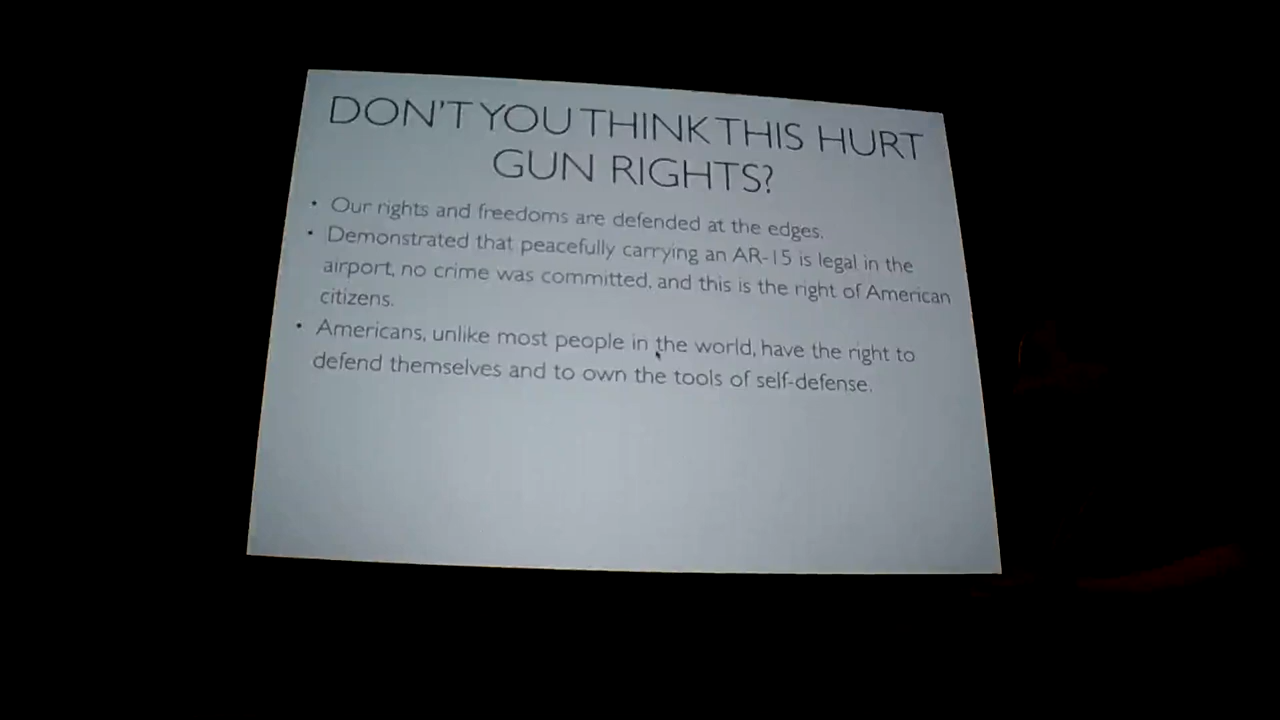 DON'T YOU THINK THIS HURT
GUN RIGHTS?
• Our rights and freedoms are defended at the edges.
• Demonstrated that peacefully carrying an AR-15 is legal in the
airport, no crime was committed, and this is the right of American
citizens.
• Americans, unlike most people in the world, have the right to
defend themselves and to own the tools of self-defense.